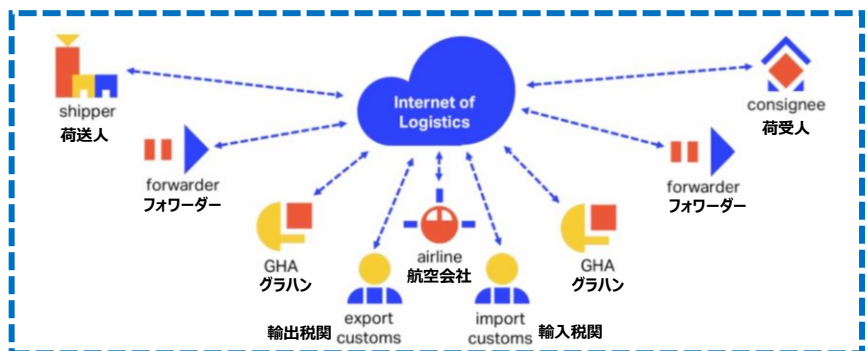 Internet of
Logistics
shipper
荷送人
consignee
荷受人
forwarder
フォワーダー
forwarder
フォワーダー
GHA
グラハン
airline
航空会社
GHA
グラハン
輸出税関
export
customs
import
customs
輸入税関